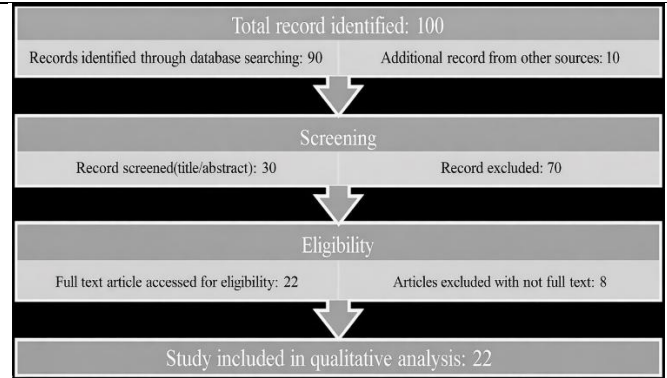 Total record identified: 100
Records identified through database searching: 90
Additional record from other sources: 10
Screening
Record screened(title/abstract): 30
Record excluded: 70
Eligibility
Full text article accessed for eligibility: 22
Articles excluded with not full text: 8
Study included in qualitative analysis: 22